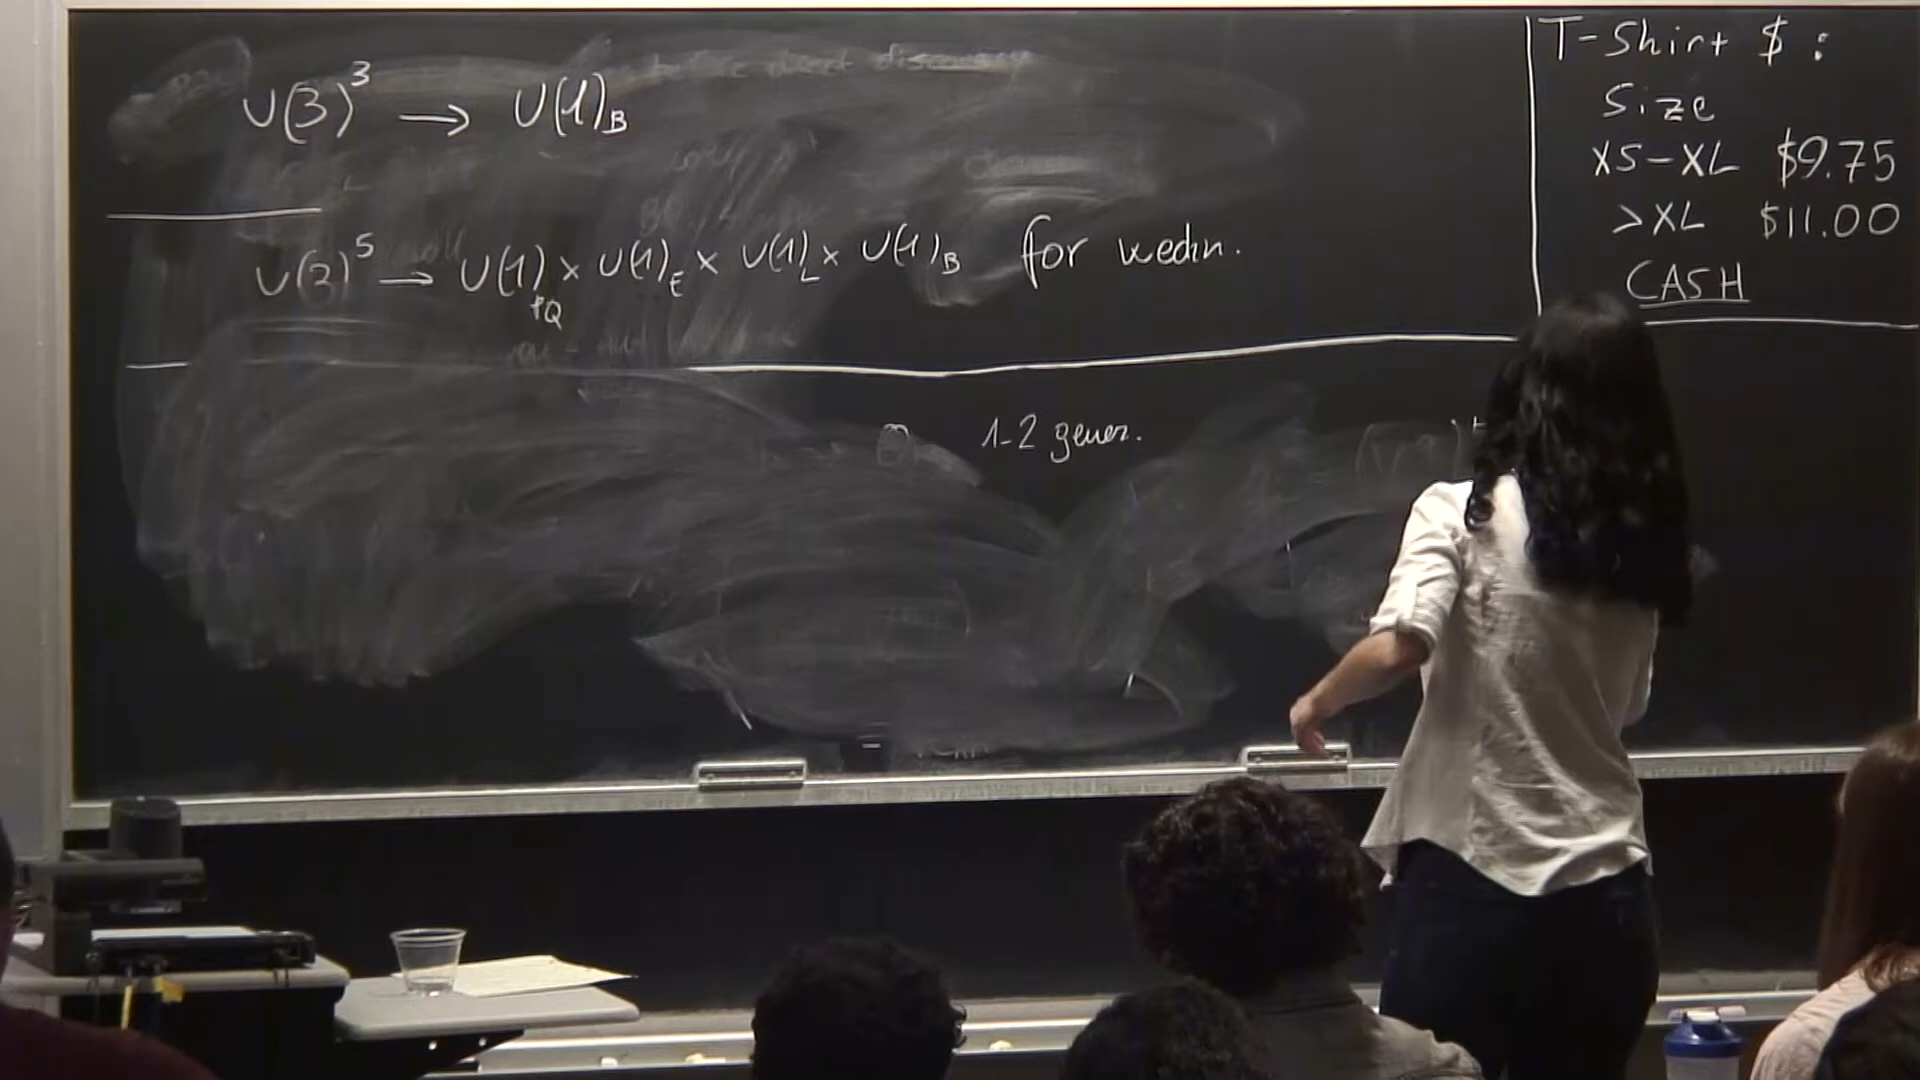 U(3)³ → U(1)_B
U(3)⁵ → U(1)_PQ × U(1)_E × U(1)_L × U(1)_B for
1-2 gener.
T-Shirt $ :
Size
XS-XL $9.75
>XL $11.00
CASH